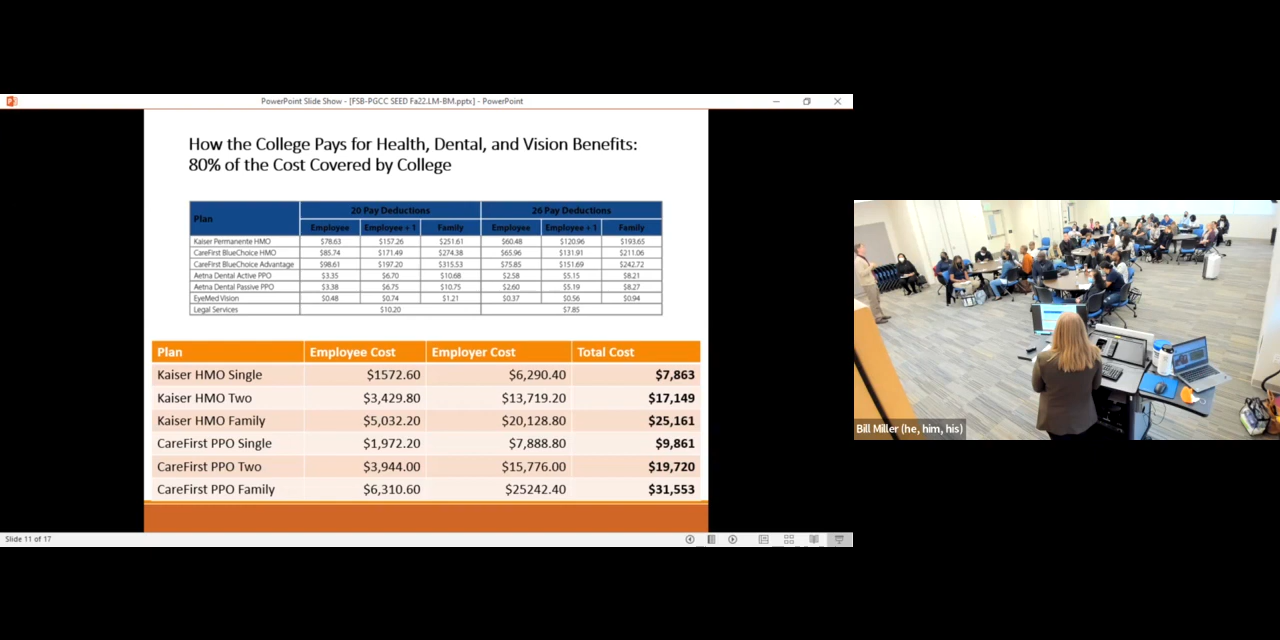 PowerPoint Slide Show - [FSB-PGCC SEED Fa22.LM-BM.pptx] - PowerPoint
How the College Pays for Health, Dental, and Vision Benefits:
80% of the Cost Covered by College
Plan 20 Pay Deductions 26 Pay Deductions
Employee Employee + 1 Family Employee Employee + 1 Family
Kaiser Permanente HMO $78.63 $157.26 $251.61 $60.48 $120.96 $193.65
CareFirst BlueChoice HMO $85.74 $171.49 $274.38 $65.96 $131.91 $211.06
CareFirst BlueChoice Advantage $98.61 $197.20 $315.53 $75.85 $151.69 $242.72
Aetna Dental Active PPO $3.35 $6.70 $10.68 $2.58 $5.15 $8.21
Aetna Dental Passive PPO $3.38 $6.75 $10.75 $2.60 $5.19 $8.27
EyeMed Vision $0.48 $0.74 $1.21 $0.37 $0.56 $0.94
Legal Services $10.20 $7.85
Plan Employee Cost Employer Cost Total Cost
Kaiser HMO Single $1572.60 $6,290.40 $7,863
Kaiser HMO Two $3,429.80 $13,719.20 $17,149
Kaiser HMO Family $5,032.20 $20,128.80 $25,161
CareFirst PPO Single $1,972.20 $7,888.80 $9,861
CareFirst PPO Two $3,944.00 $15,776.00 $19,720
CareFirst PPO Family $6,310.60 $25242.40 $31,553
Slide 11 of 17
Bill Miller (he, him, his)